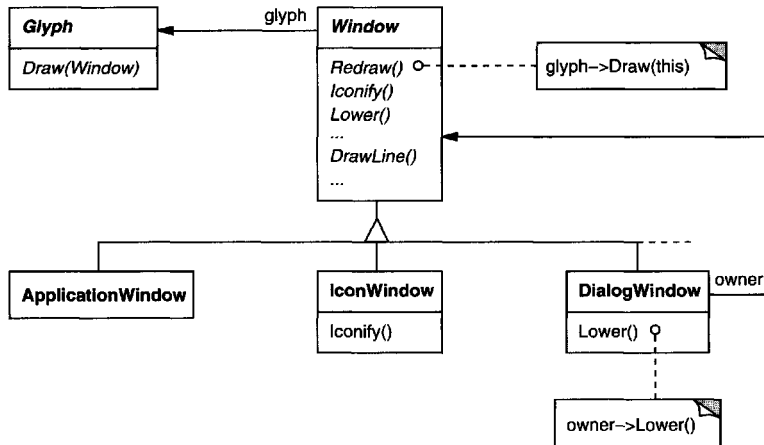 Glyph
Draw(Window)
glyph
Window
Redraw()
Iconify()
Lower()
...
DrawLine()
...
glyph->Draw(this)
ApplicationWindow
IconWindow
Iconify()
DialogWindow
Lower()
owner
owner->Lower()